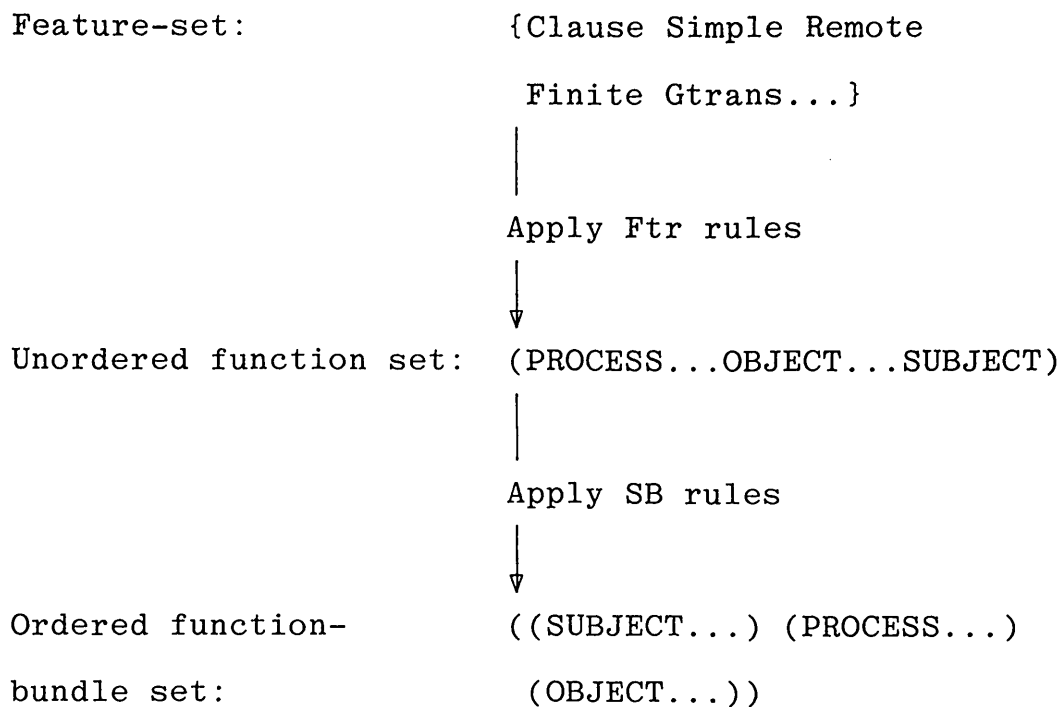 Feature-set: {Clause Simple Remote
Finite Gtrans...}
Apply Ftr rules
Unordered function set: (PROCESS...OBJECT...SUBJECT)
Apply SB rules
Ordered function- ((SUBJECT...) (PROCESS...)
bundle set: (OBJECT...))